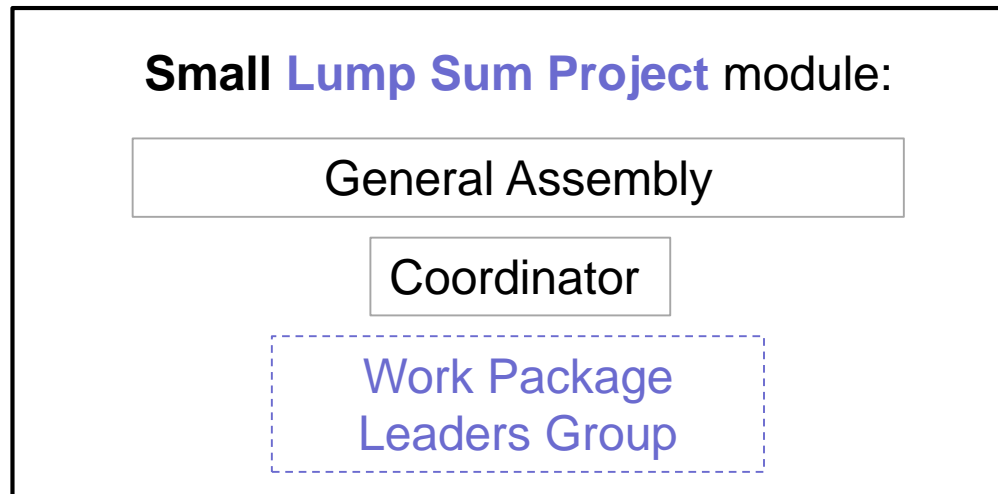 Small Lump Sum Project module:
General Assembly
Coordinator
Work Package
Leaders Group